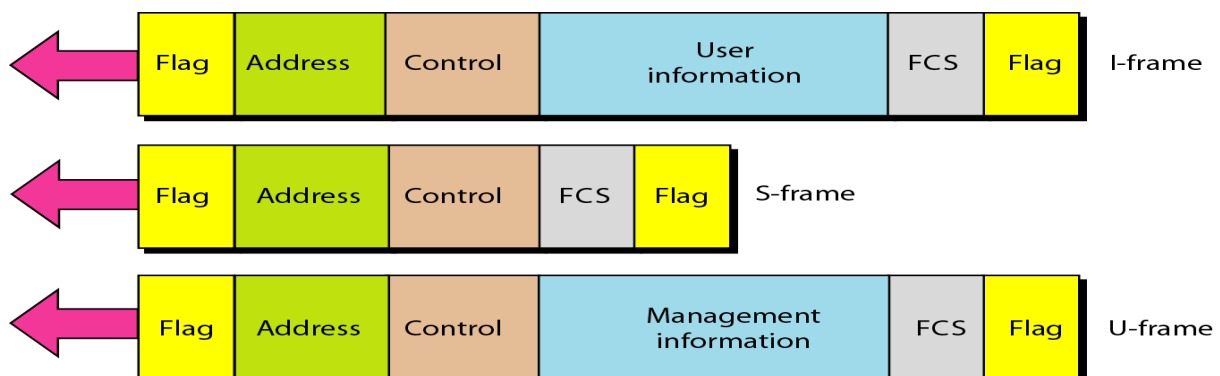 Flag Address Control User information FCS Flag I-frame
Flag Address Control FCS Flag S-frame
Flag Address Control Management information FCS Flag U-frame